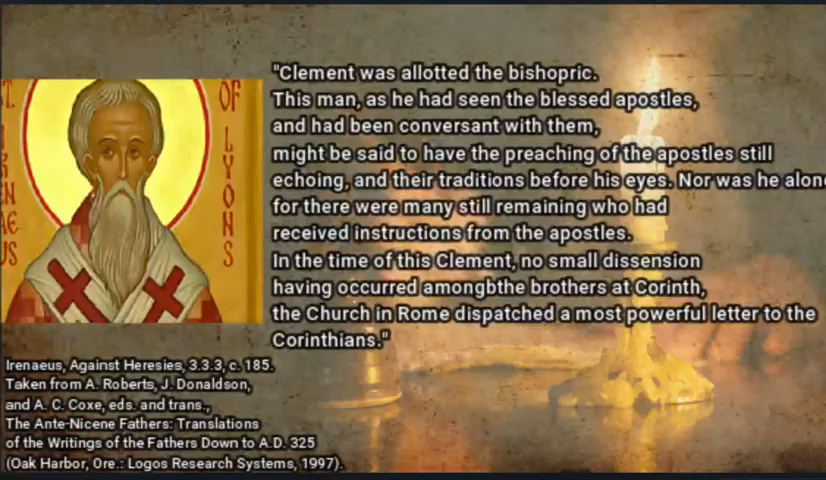 ST.
OF
I
R
EN
AE
US
L
Y
O
N
S
"Clement was allotted the bishopric.
This man, as he had seen the blessed apostles,
and had been conversant with them,
might be said to have the preaching of the apostles still
echoing, and their traditions before his eyes. Nor was he alone
for there were many still remaining who had
received instructions from the apostles.
In the time of this Clement, no small dissension
having occurred amongbthe brothers at Corinth,
the Church in Rome dispatched a most powerful letter to the
Corinthians."
Irenaeus, Against Heresies, 3.3.3, c. 185.
Taken from A. Roberts, J. Donaldson,
and A. C. Coxe, eds. and trans.,
The Ante-Nicene Fathers: Translations
of the Writings of the Fathers Down to A.D. 325
(Oak Harbor, Ore.: Logos Research Systems, 1997).